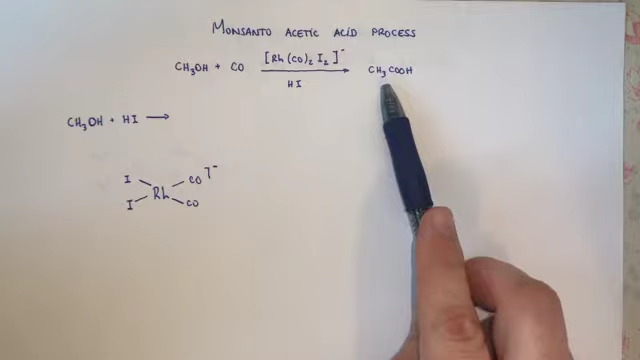 MONSANTO ACETIC ACID PROCESS
CH₃OH + CO [Rh(CO)₂I₂]⁻ ⟶ CH₃COOH
HI
CH₃OH + HI ⟶
I CO ⁻
Rh
I CO